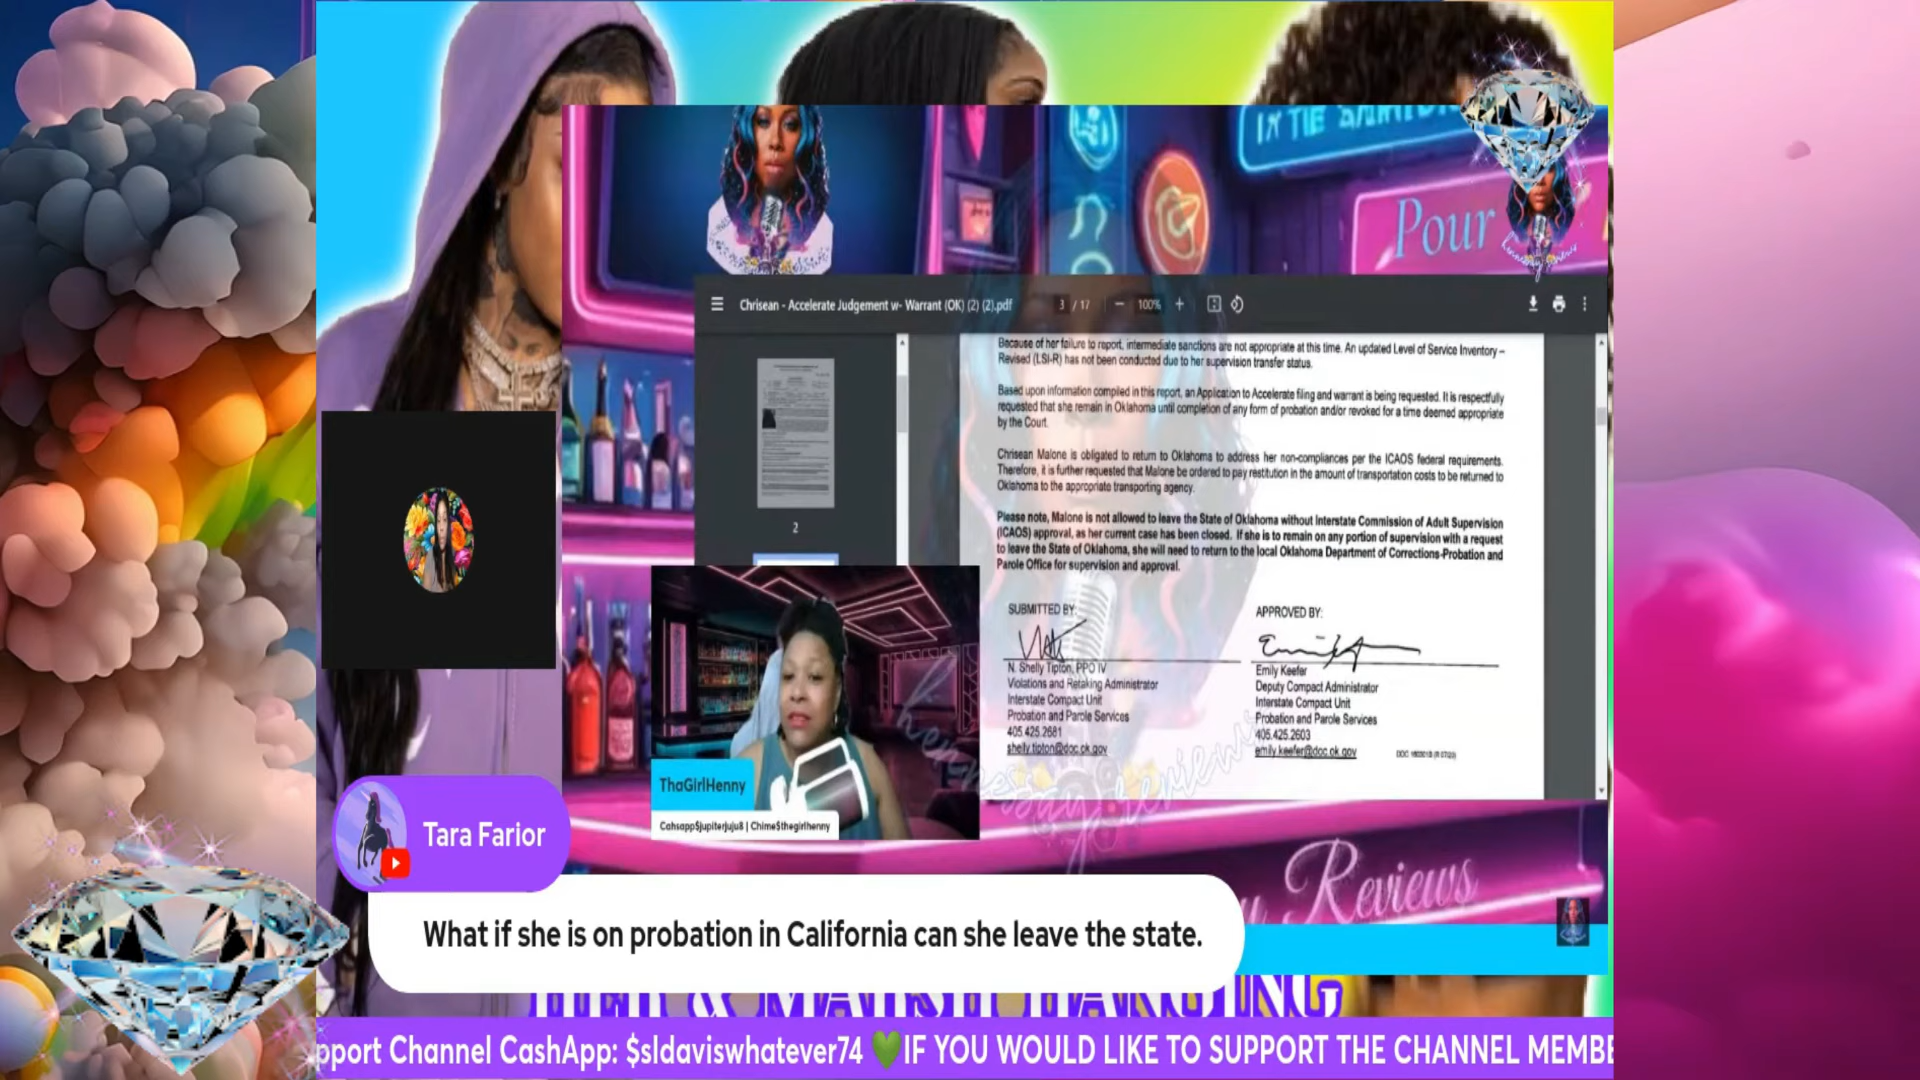 IN THE
Pour
Chrisean - Accelerate Judgement w- Warrant (OK) (2) (2).pdf
3 / 17
100%
Because of her failure to report, intermediate sanctions are not appropriate at this time. An updated Level of Service Inventory –
Revised (LSI-R) has not been conducted due to her supervision transfer status.
Based upon information compiled in this report, an Application to Accelerate filing and warrant is being requested. It is respectfully
requested that she remain in Oklahoma until completion of any form of probation and/or revoked for a time deemed appropriate
by the Court.
Chrisean Malone is obligated to return to Oklahoma to address her non-compliances per the ICAOS federal requirements.
Therefore, it is further requested that Malone be ordered to pay restitution in the amount of transportation costs to be returned to
Oklahoma to the appropriate transporting agency.
Please note, Malone is not allowed to leave the State of Oklahoma without Interstate Commission of Adult Supervision
(ICAOS) approval, as her current case has been closed. If she is to remain on any portion of supervision with a request
to leave the State of Oklahoma, she will need to return to the local Oklahoma Department of Corrections-Probation and
Parole Office for supervision and approval.
2
SUBMITTED BY:
APPROVED BY:
N. Shelly Tipton, PPO IV
Violations and Retaking Administrator
Interstate Compact Unit
Probation and Parole Services
405.425.2681
shelly.tipton@doc.ok.gov
Emily Keefer
Deputy Compact Administrator
Interstate Compact Unit
Probation and Parole Services
405.425.2603
emily.keefer@doc.ok.gov
hennessay reviews
ThaGirlHenny
Cahsapp$jupiterjuju8 | Chime$thegirlhenny
Reviews
Tara Farior
What if she is on probation in California can she leave the state.
pport Channel CashApp: $sldaviswhatever74 💚IF YOU WOULD LIKE TO SUPPORT THE CHANNEL MEMBE